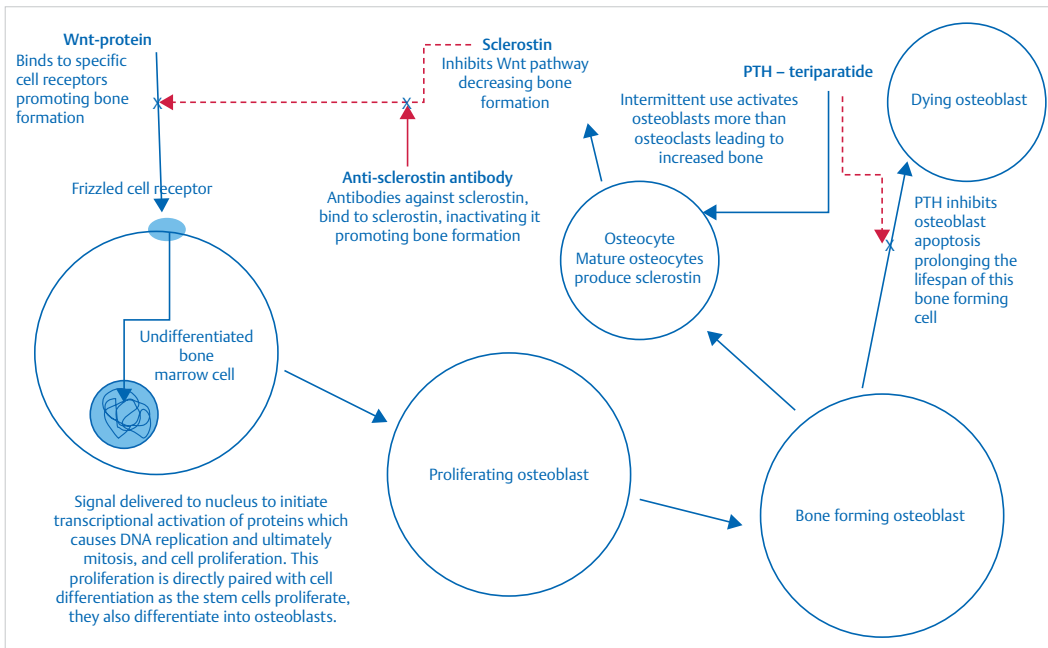 Wnt-protein
Binds to specific
cell receptors
promoting bone
formation
Sclerostin
Inhibits Wnt pathway
decreasing bone
formation
PTH – teriparatide
Intermittent use activates
osteoblasts more than
osteoclasts leading to
increased bone
Dying osteoblast
Anti-sclerostin antibody
Antibodies against sclerostin,
bind to sclerostin, inactivating it
promoting bone formation
Frizzled cell receptor
PTH inhibits
osteoblast
apoptosis
prolonging the
lifespan of this
bone forming
cell
Osteocyte
Mature osteocytes
produce sclerostin
Undifferentiated
bone
marrow cell
Proliferating osteoblast
Bone forming osteoblast
Signal delivered to nucleus to initiate
transcriptional activation of proteins which
causes DNA replication and ultimately
mitosis, and cell proliferation. This
proliferation is directly paired with cell
differentiation as the stem cells proliferate,
they also differentiate into osteoblasts.